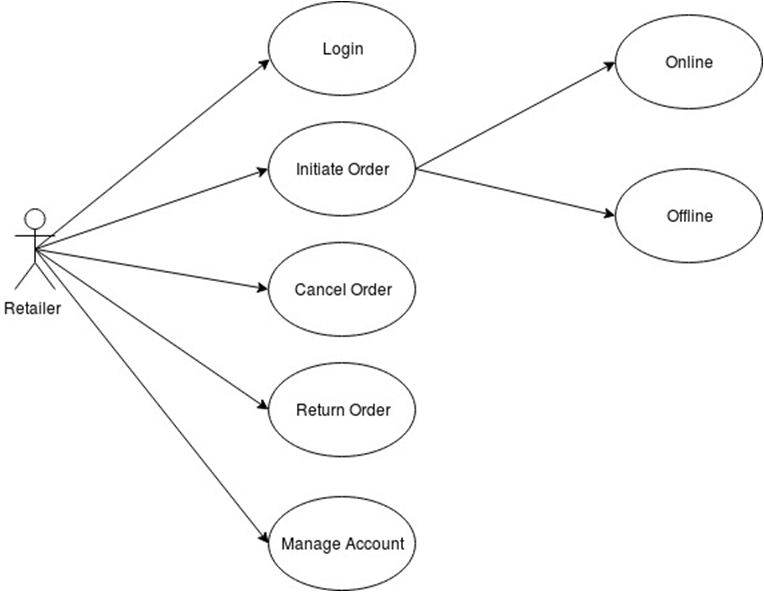 Login
Online
Initiate Order
Offline
Retailer
Cancel Order
Return Order
Manage Account